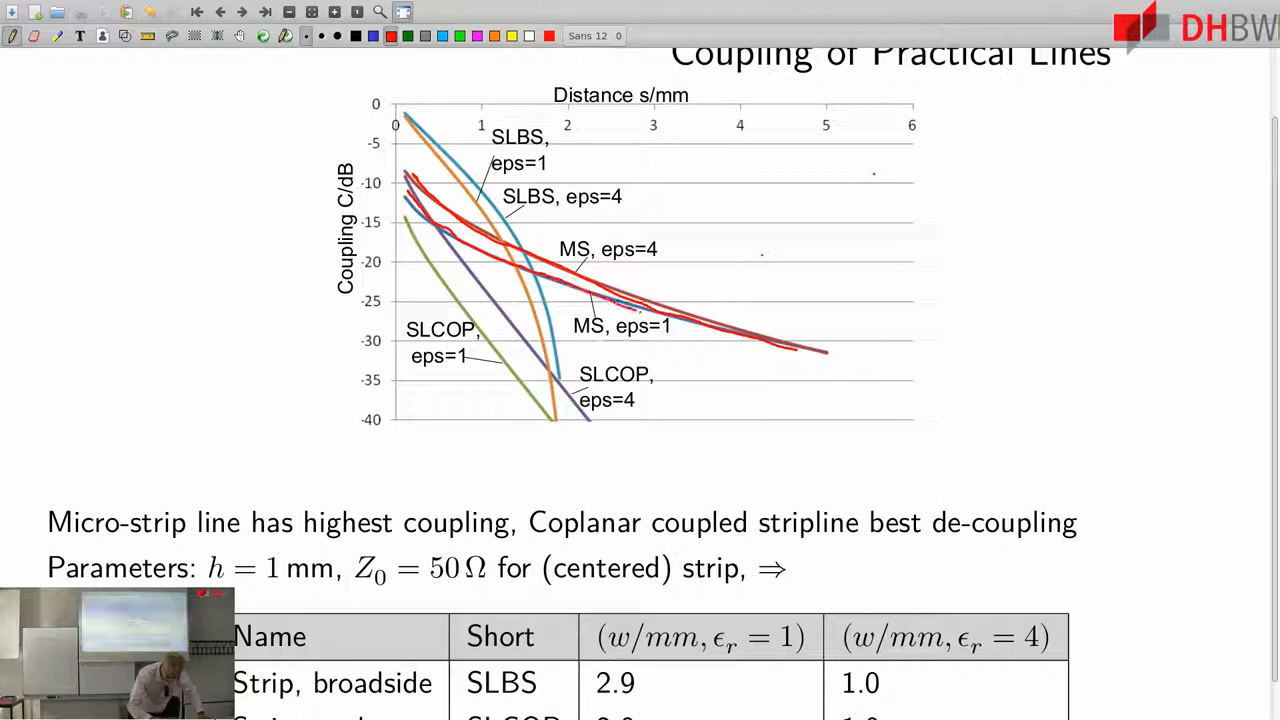 Sans 12 0
DHBW
Coupling of Practical Lines
Distance s/mm
0 1 2 3 4 5 6
Coupling C/dB
0
-5
-10
-15
-20
-25
-30
-35
-40
SLBS,
eps=1
SLBS, eps=4
MS, eps=4
MS, eps=1
SLCOP,
eps=1
SLCOP,
eps=4
Micro-strip line has highest coupling, Coplanar coupled stripline best de-coupling
Parameters: h = 1 mm, Z₀ = 50 Ω for (centered) strip, ⇒
Name Short (w/mm, ϵᵣ = 1) (w/mm, ϵᵣ = 4)
Strip, broadside SLBS 2.9 1.0